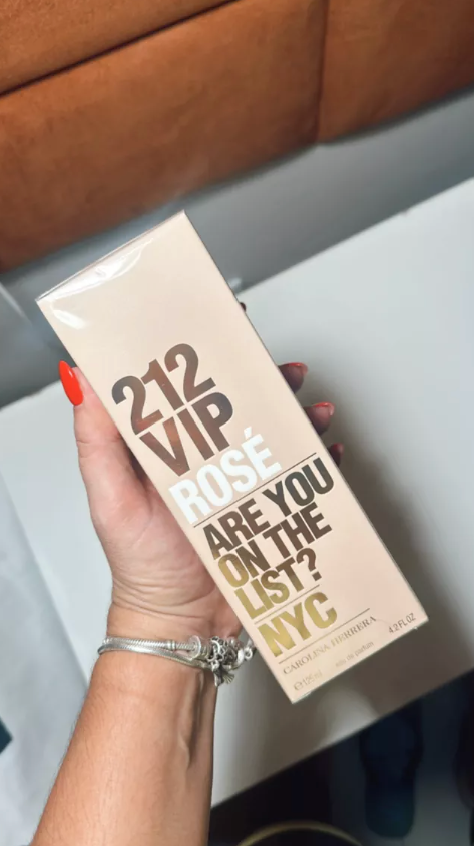 212
VIP
ROSÉ
ARE YOU
ON THE
LIST?
NYC
CAROLINA HERRERA
eau de parfum
4.2 FL.OZ